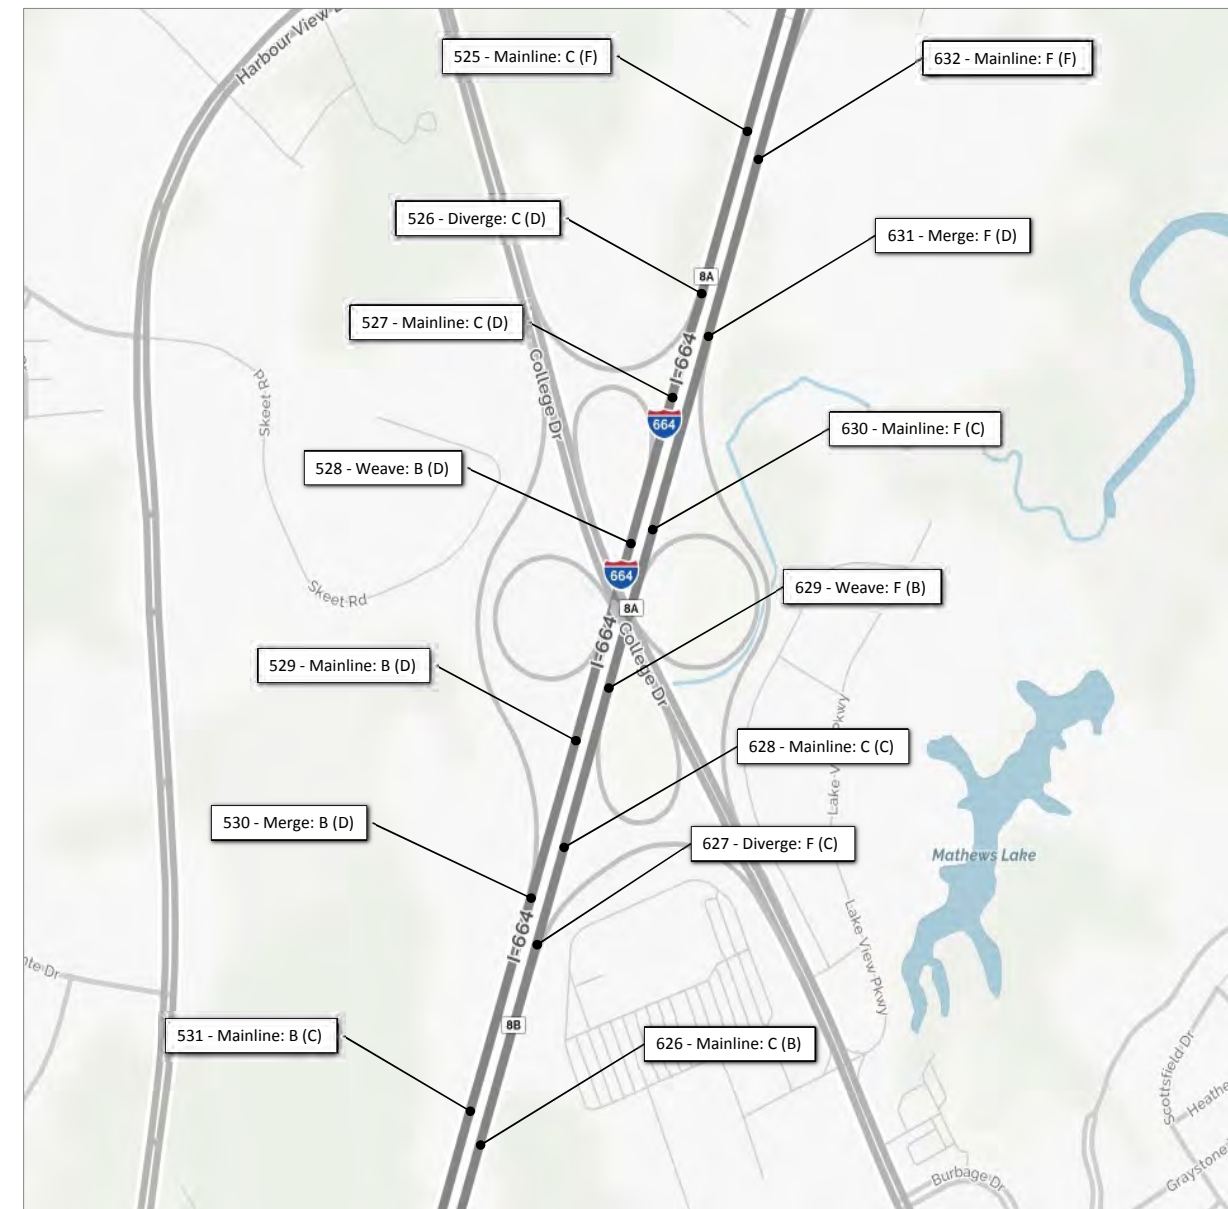 Harbour View
525 - Mainline: C (F)
632 - Mainline: F (F)
526 - Diverge: C (D)
631 - Merge: F (D)
8A
527 - Mainline: C (D)
I-664
College Dr
Skeet Rd
664
630 - Mainline: F (C)
528 - Weave: B (D)
664
629 - Weave: F (B)
Skeet Rd
8A
I-664
College Dr
529 - Mainline: B (D)
Pkwy
628 - Mainline: C (C)
Lake
530 - Merge: B (D)
627 - Diverge: F (C)
Mathews Lake
I-664
Lake View Pkwy
Dr
8B
531 - Mainline: B (C)
626 - Mainline: C (B)
Scottsfield Dr
Burbage Dr